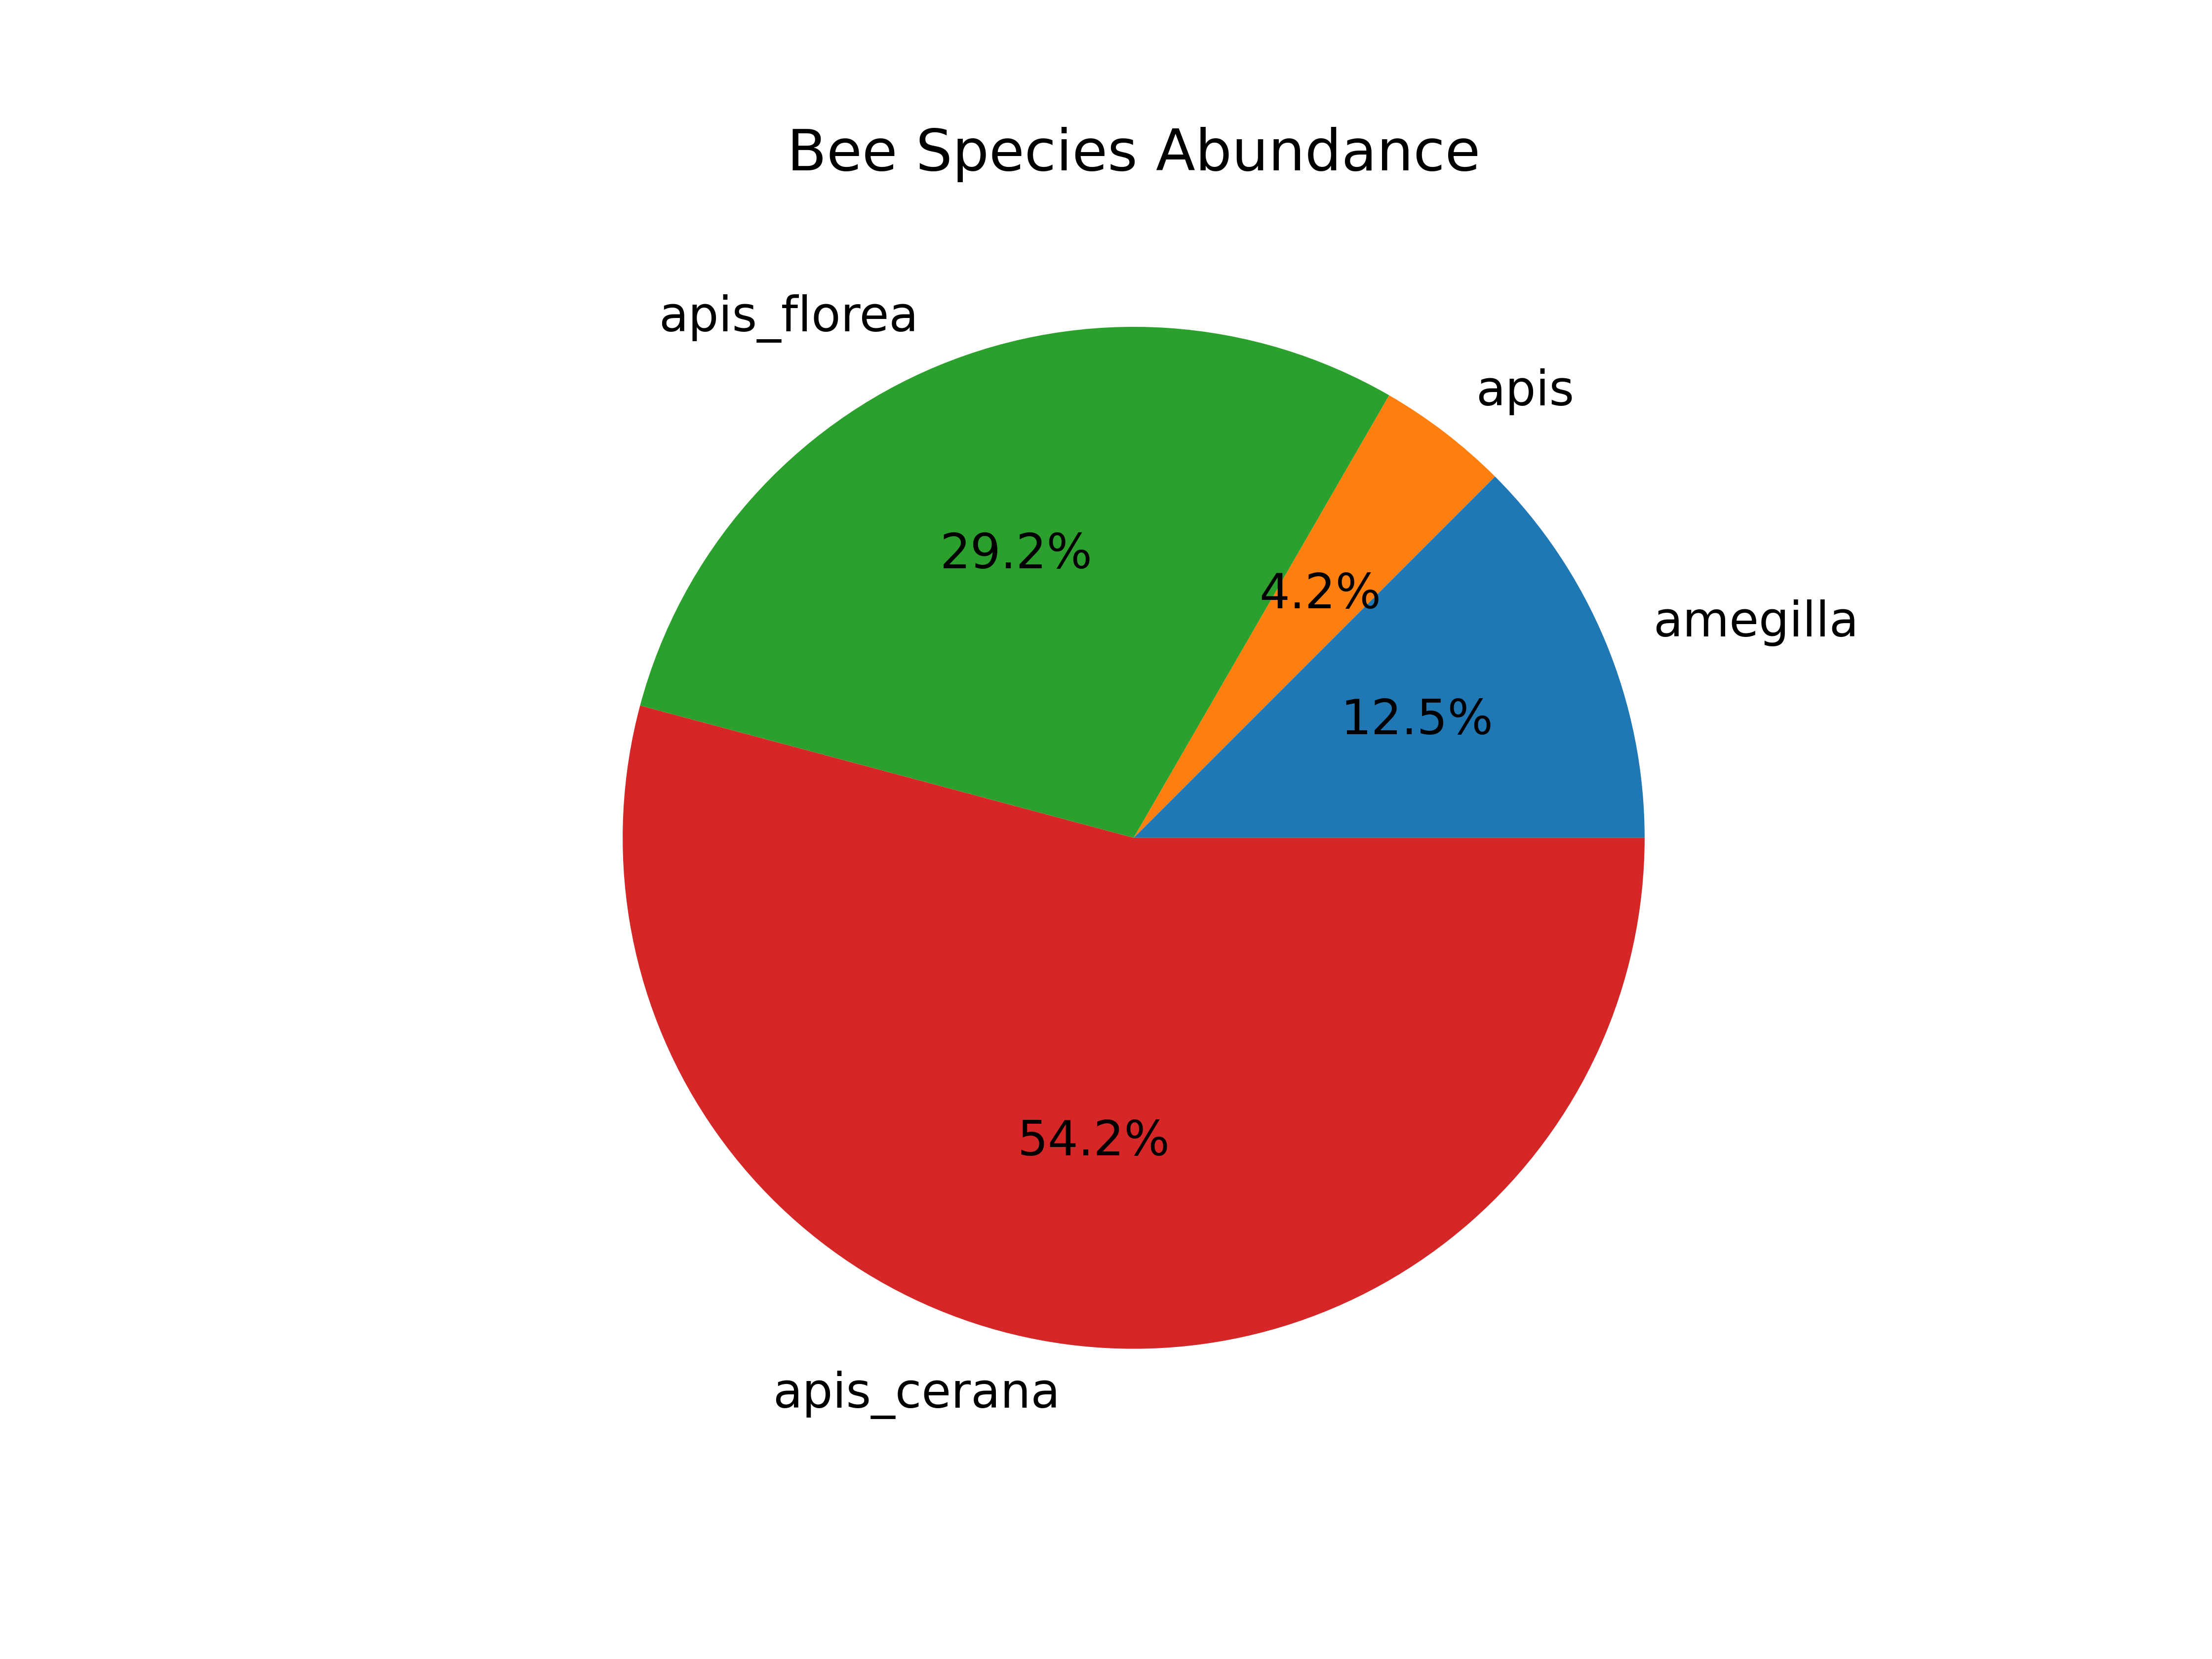 Bee Species Abundance
apis_florea
apis
29.2%
4.2%
amegilla
12.5%
54.2%
apis_cerana